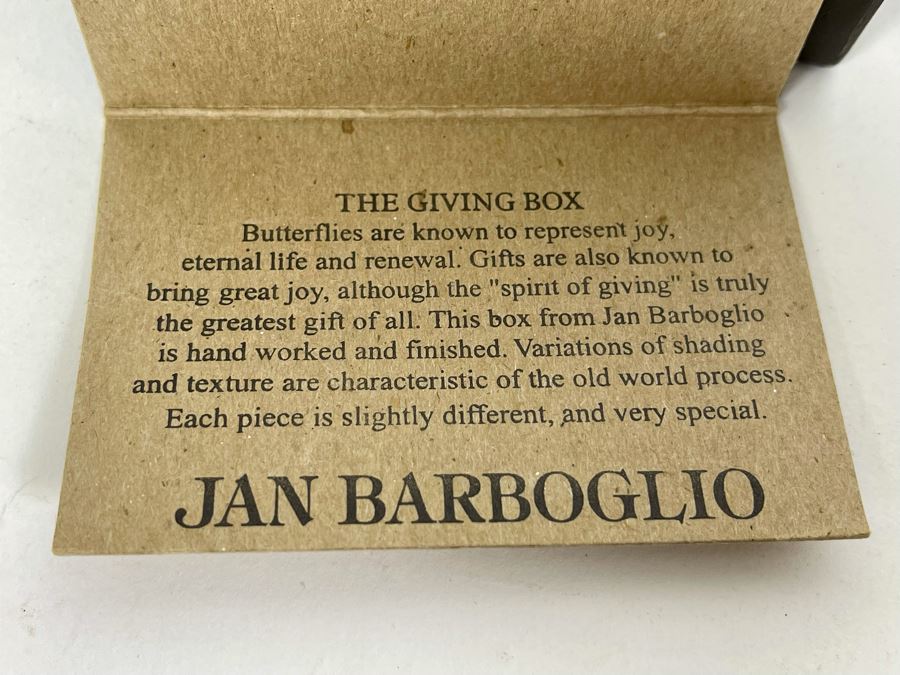 THE GIVING BOX
Butterflies are known to represent joy,
eternal life and renewal. Gifts are also known to
bring great joy, although the "spirit of giving" is truly
the greatest gift of all. This box from Jan Barboglio
is hand worked and finished. Variations of shading
and texture are characteristic of the old world process.
Each piece is slightly different, and very special.
JAN BARBOGLIO